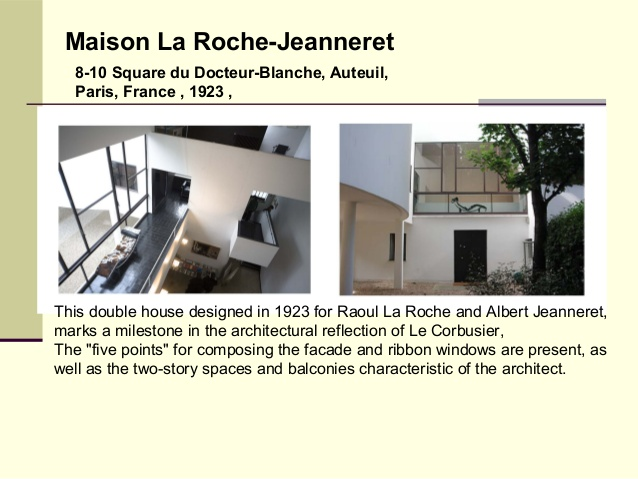 Maison La Roche-Jeanneret
8-10 Square du Docteur-Blanche, Auteuil,
Paris, France , 1923 ,
This double house designed in 1923 for Raoul La Roche and Albert Jeanneret,
marks a milestone in the architectural reflection of Le Corbusier,
The "five points" for composing the facade and ribbon windows are present, as
well as the two-story spaces and balconies characteristic of the architect.